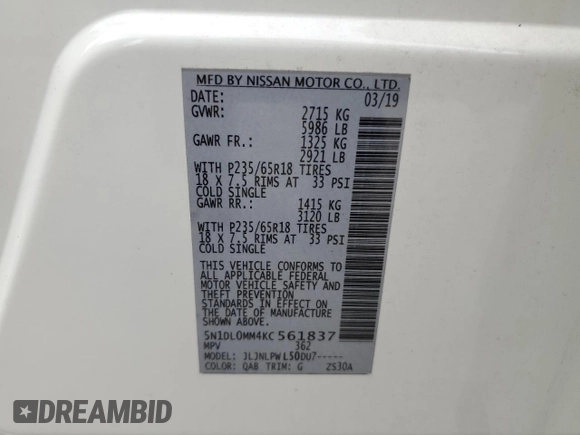 MFD BY NISSAN MOTOR CO., LTD.
DATE: 03/19
GVWR: 2715 KG
5986 LB
GAWR FR.: 1325 KG
2921 LB
WITH P235/65R18 TIRES
18 X 7.5 RIMS AT 33 PSI
COLD SINGLE
GAWR RR.: 1415 KG
3120 LB
WITH P235/65R18 TIRES
18 X 7.5 RIMS AT 33 PSI
COLD SINGLE
THIS VEHICLE CONFORMS TO
ALL APPLICABLE FEDERAL
MOTOR VEHICLE SAFETY AND
THEFT PREVENTION
STANDARDS IN EFFECT ON
THE DATE OF MANUFACTURE
SHOWN ABOVE.
5N1DL0MM4KC561837
MPV 362
MODEL: JLJNLPWL50DU7-----
COLOR: QAB TRIM: G ZS30A
DREAMBID